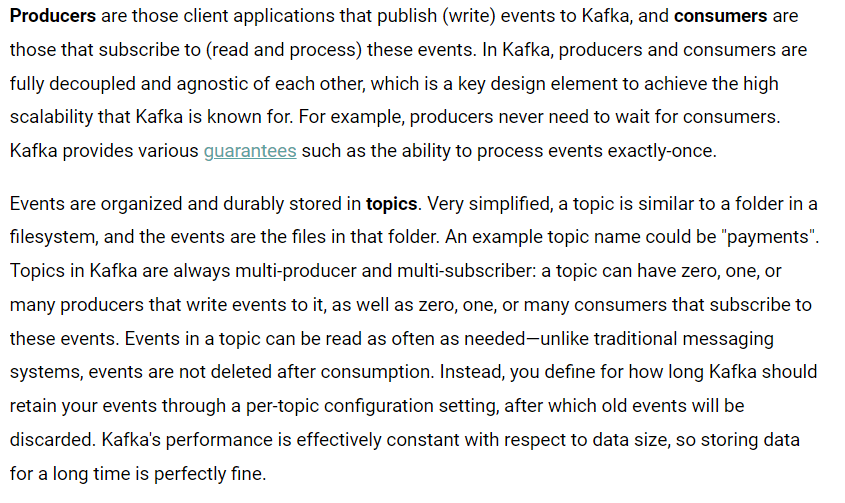 Producers are those client applications that publish (write) events to Kafka, and consumers are
those that subscribe to (read and process) these events. In Kafka, producers and consumers are
fully decoupled and agnostic of each other, which is a key design element to achieve the high
scalability that Kafka is known for. For example, producers never need to wait for consumers.
Kafka provides various guarantees such as the ability to process events exactly-once.
Events are organized and durably stored in topics. Very simplified, a topic is similar to a folder in a
filesystem, and the events are the files in that folder. An example topic name could be "payments".
Topics in Kafka are always multi-producer and multi-subscriber: a topic can have zero, one, or
many producers that write events to it, as well as zero, one, or many consumers that subscribe to
these events. Events in a topic can be read as often as needed—unlike traditional messaging
systems, events are not deleted after consumption. Instead, you define for how long Kafka should
retain your events through a per-topic configuration setting, after which old events will be
discarded. Kafka's performance is effectively constant with respect to data size, so storing data
for a long time is perfectly fine.